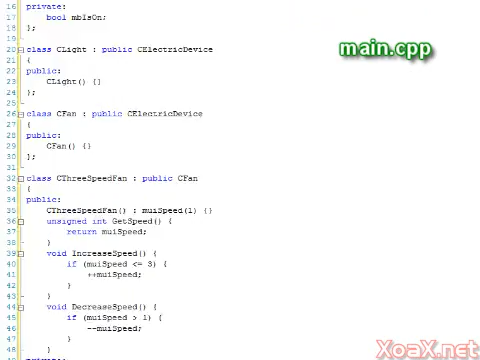 16 private:
17 bool mbIsOn;
18 };
19
20 class CLight : public CElectricDevice
21 {
22 public:
23 CLight() {}
24 };
25
26 class CFan : public CElectricDevice
27 {
28 public:
29 CFan() {}
30 };
31
32 class CThreeSpeedFan : public CFan
33 {
34 public:
35 CThreeSpeedFan() : muiSpeed(1) {}
36 unsigned int GetSpeed() {
37 return muiSpeed;
38 }
39 void IncreaseSpeed() {
40 if (muiSpeed <= 3) {
41 ++muiSpeed;
42 }
43 }
44 void DecreaseSpeed() {
45 if (muiSpeed > 1) {
46 --muiSpeed;
47 }
48 }
main.cpp
XoaX.net